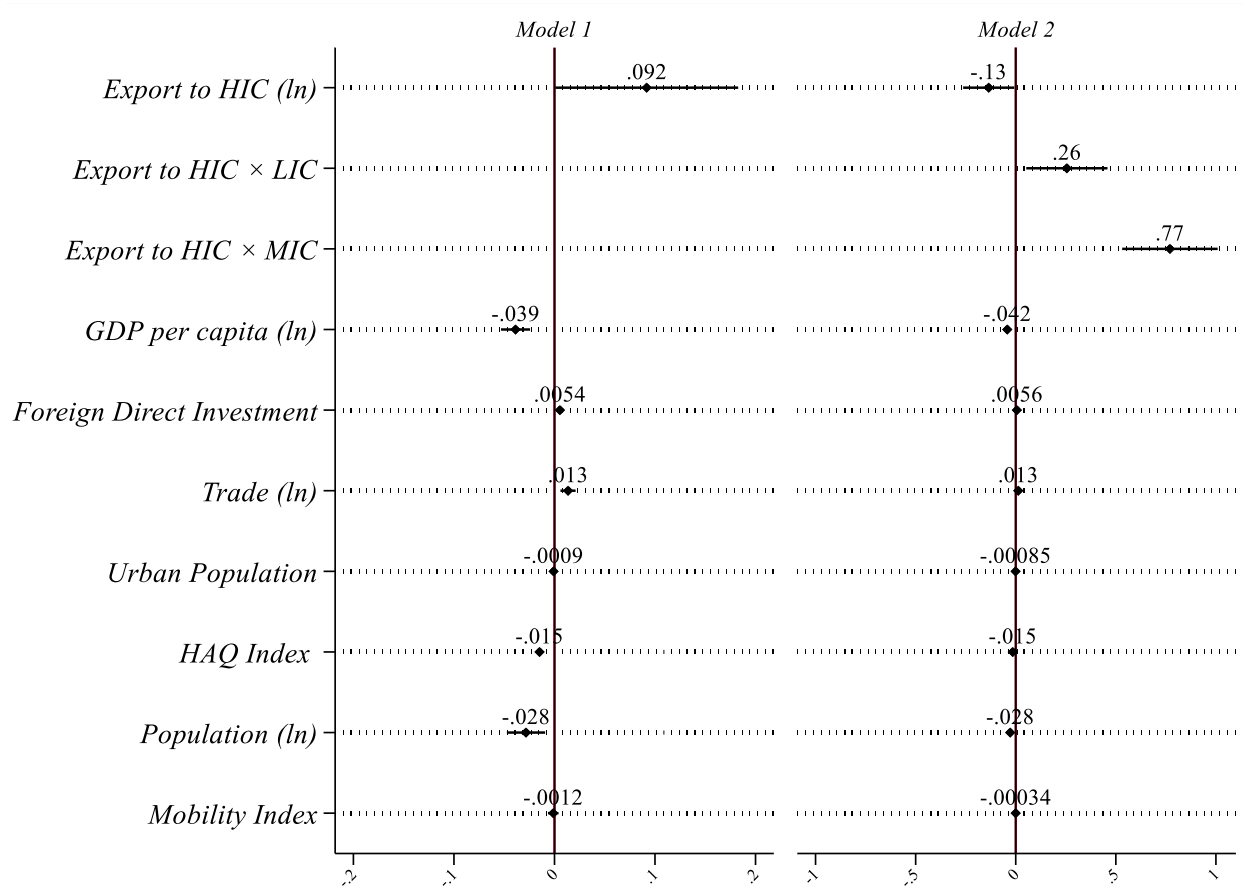 Model 1 Model 2
Export to HIC (ln) .092 -.13
Export to HIC × LIC .26
Export to HIC × MIC .77
GDP per capita (ln) -.039 -.042
Foreign Direct Investment .0054 .0056
Trade (ln) .013 .013
Urban Population -.0009 -.00085
HAQ Index -.015 -.015
Population (ln) -.028 -.028
Mobility Index -.0012 -.00034
-.2 -.1 0 .1 .2 -1 -.5 0 .5 1